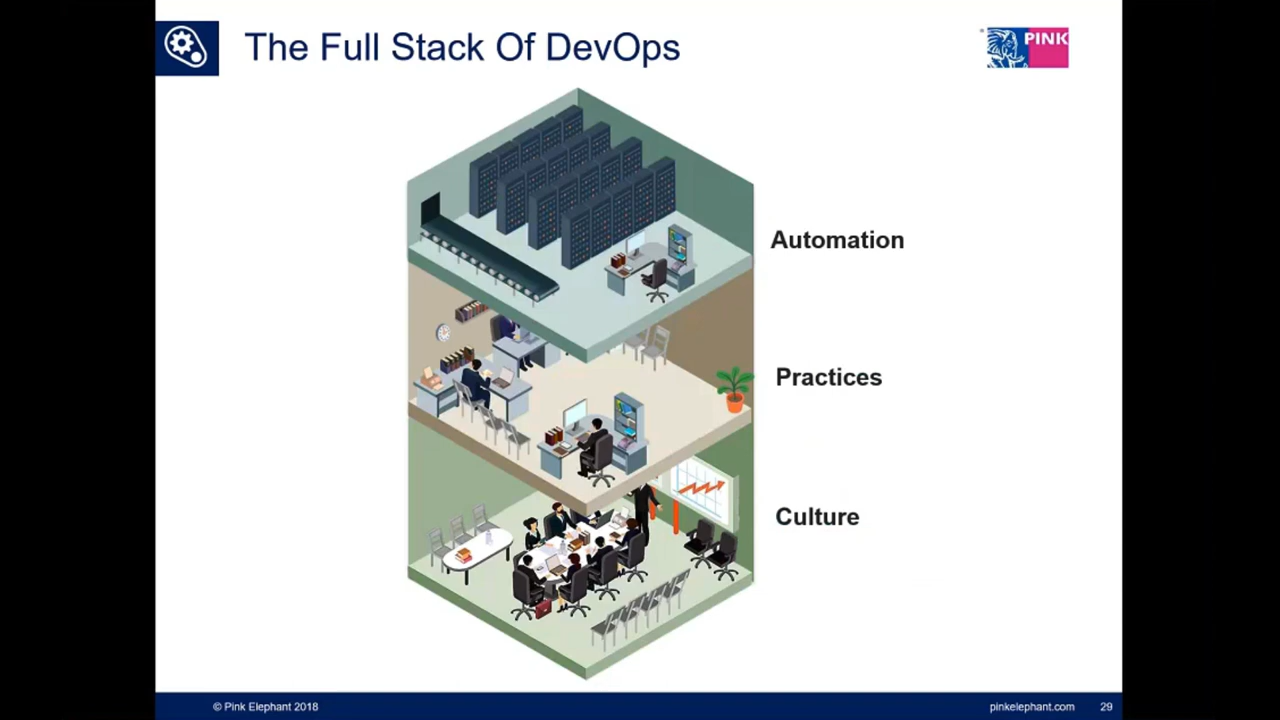 The Full Stack Of DevOps
PINK
Automation
Practices
Culture
© Pink Elephant 2018
pinkelephant.com
29